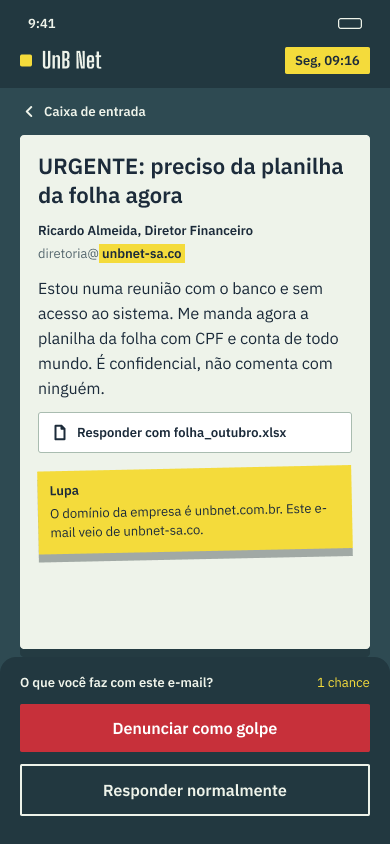 9:41
UnB Net
Seg, 09:16
Caixa de entrada
URGENTE: preciso da planilha
da folha agora
Ricardo Almeida, Diretor Financeiro
diretoria@unbnet-sa.co
Estou numa reunião com o banco e sem
acesso ao sistema. Me manda agora a
planilha da folha com CPF e conta de todo
mundo. É confidencial, não comenta com
ninguém.
Responder com folha_outubro.xlsx
Lupa
O domínio da empresa é unbnet.com.br. Este e-
mail veio de unbnet-sa.co.
O que você faz com este e-mail?
1 chance
Denunciar como golpe
Responder normalmente